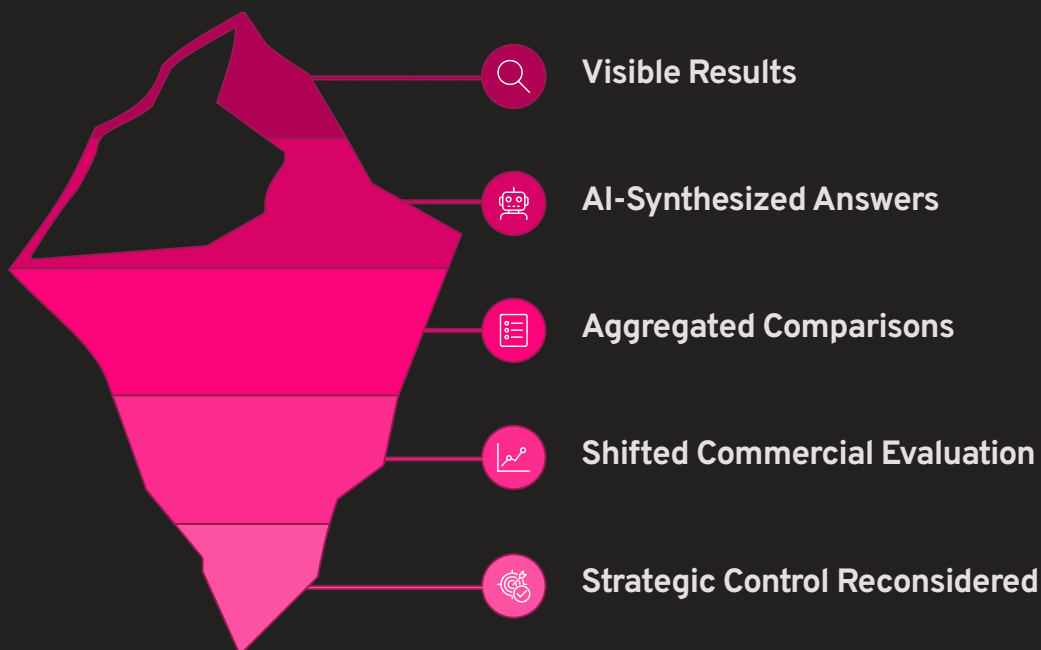 Visible Results
AI-Synthesized Answers
Aggregated Comparisons
Shifted Commercial Evaluation
Strategic Control Reconsidered